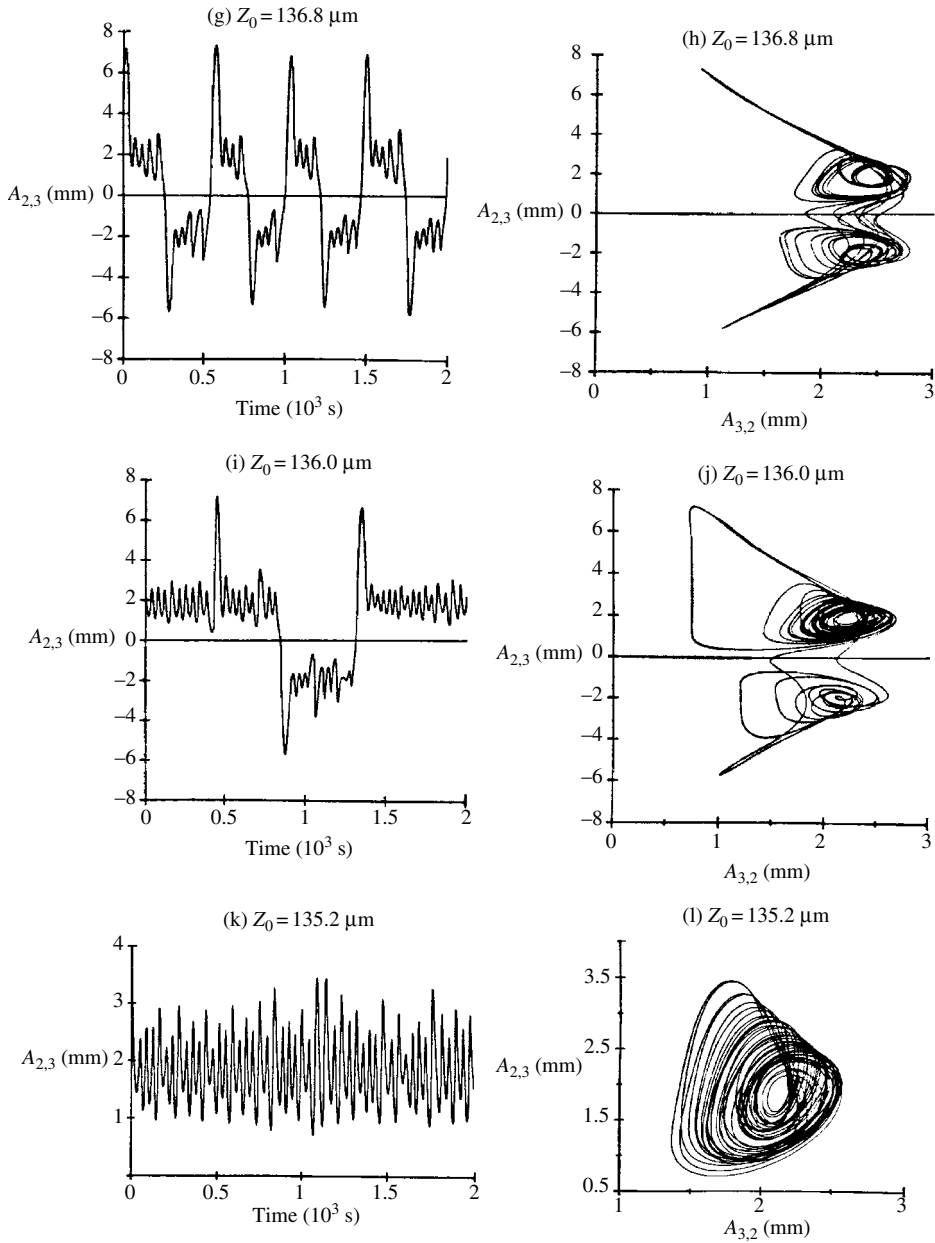 (g) Z₀ = 136.8 µm
8
6
4
2
0
−2
−4
−6
−8
A₂,₃ (mm)
0 0.5 1 1.5 2
Time (10³ s)
(h) Z₀ = 136.8 µm
8
6
4
2
0
−2
−4
−6
−8
A₂,₃ (mm)
0 1 2 3
A₃,₂ (mm)
(i) Z₀ = 136.0 µm
8
6
4
2
0
−2
−4
−6
−8
A₂,₃ (mm)
0 0.5 1 1.5 2
Time (10³ s)
(j) Z₀ = 136.0 µm
8
6
4
2
0
−2
−4
−6
−8
A₂,₃ (mm)
0 1 2 3
A₃,₂ (mm)
(k) Z₀ = 135.2 µm
4
3
2
1
A₂,₃ (mm)
0 0.5 1 1.5 2
Time (10³ s)
(l) Z₀ = 135.2 µm
3.5
2.5
1.5
0.5
A₂,₃ (mm)
1 2 3
A₃,₂ (mm)